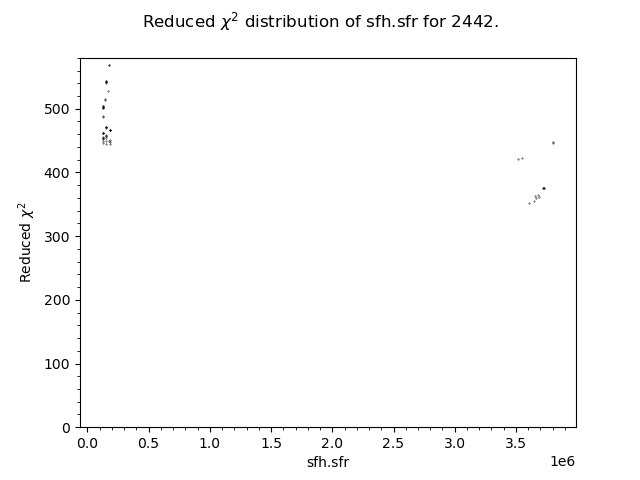 Reduced χ² distribution of sfh.sfr for 2442.
500
400
300
200
100
0
Reduced χ²
0.0 0.5 1.0 1.5 2.0 2.5 3.0 3.5
1e6
sfh.sfr